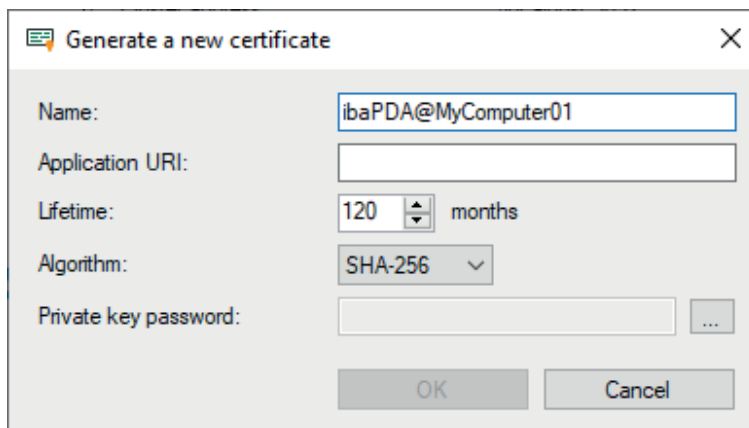 Generate a new certificate
Name: ibaPDA@MyComputer01
Application URI:
Lifetime: 120 months
Algorithm: SHA-256
Private key password: ...
OK Cancel